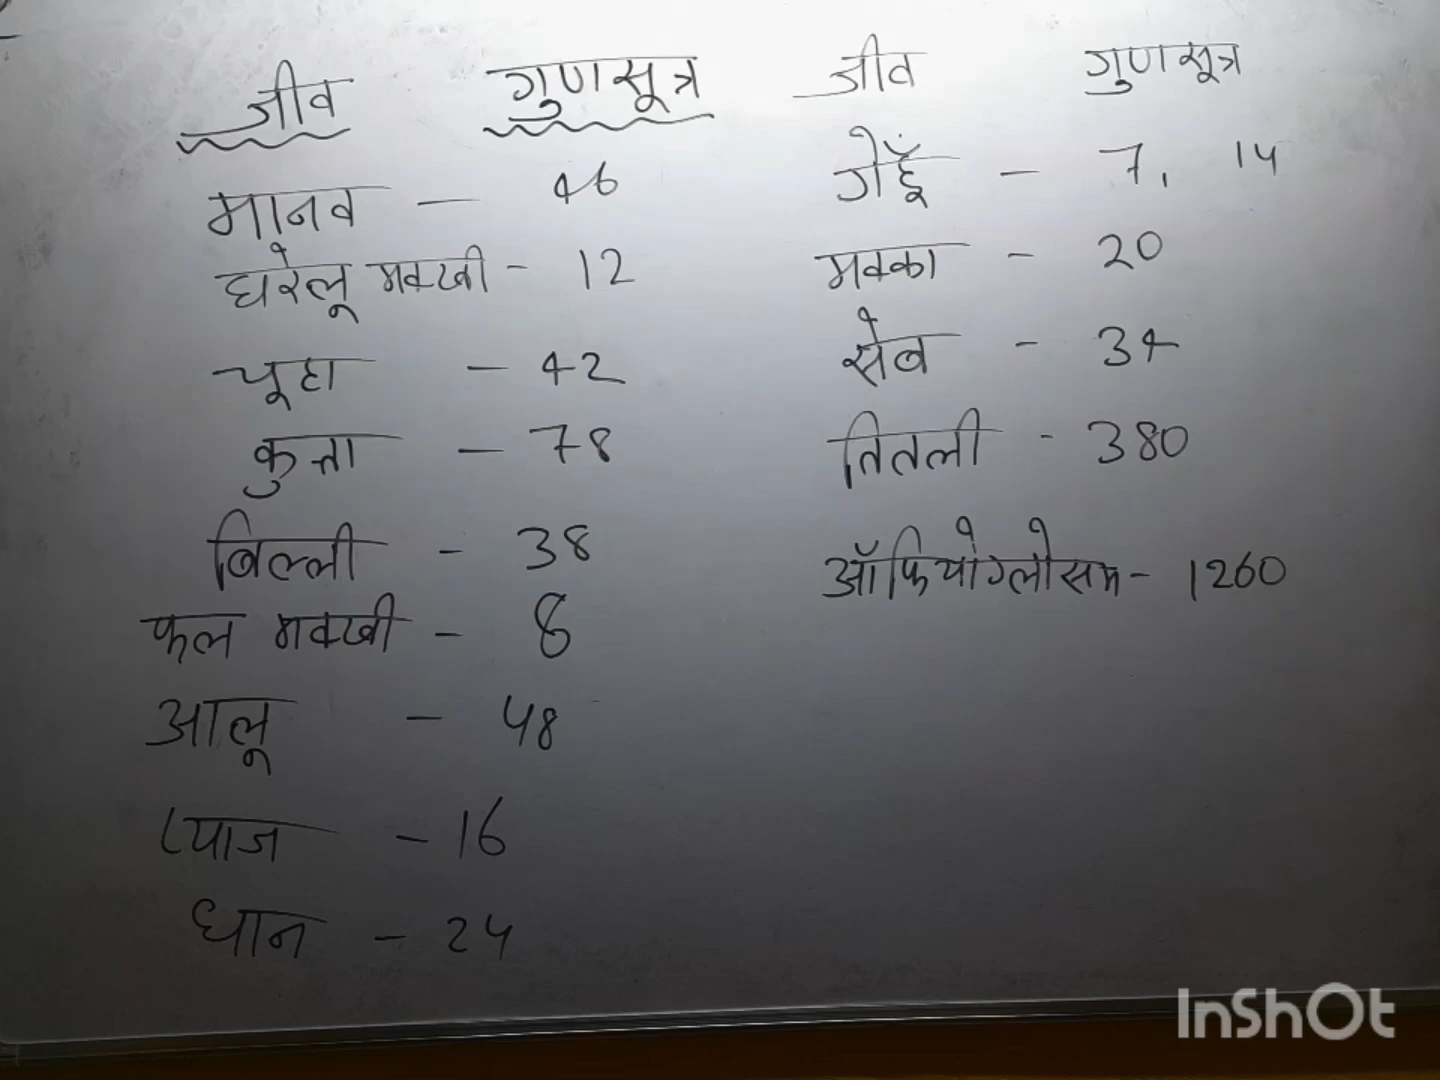 जीव गुणसूत्र
मानव — 46
घरेलू मक्खी - 12
चूहा — 42
कुत्ता — 78
बिल्ली - 38
फल मक्खी - 8
आलू - 48
प्याज - 16
धान - 24
जीव गुणसूत्र
गेहूँ - 7, 14
मक्का - 20
सेब - 34
तितली - 380
ऑफियोग्लोसम - 1260
InShOt